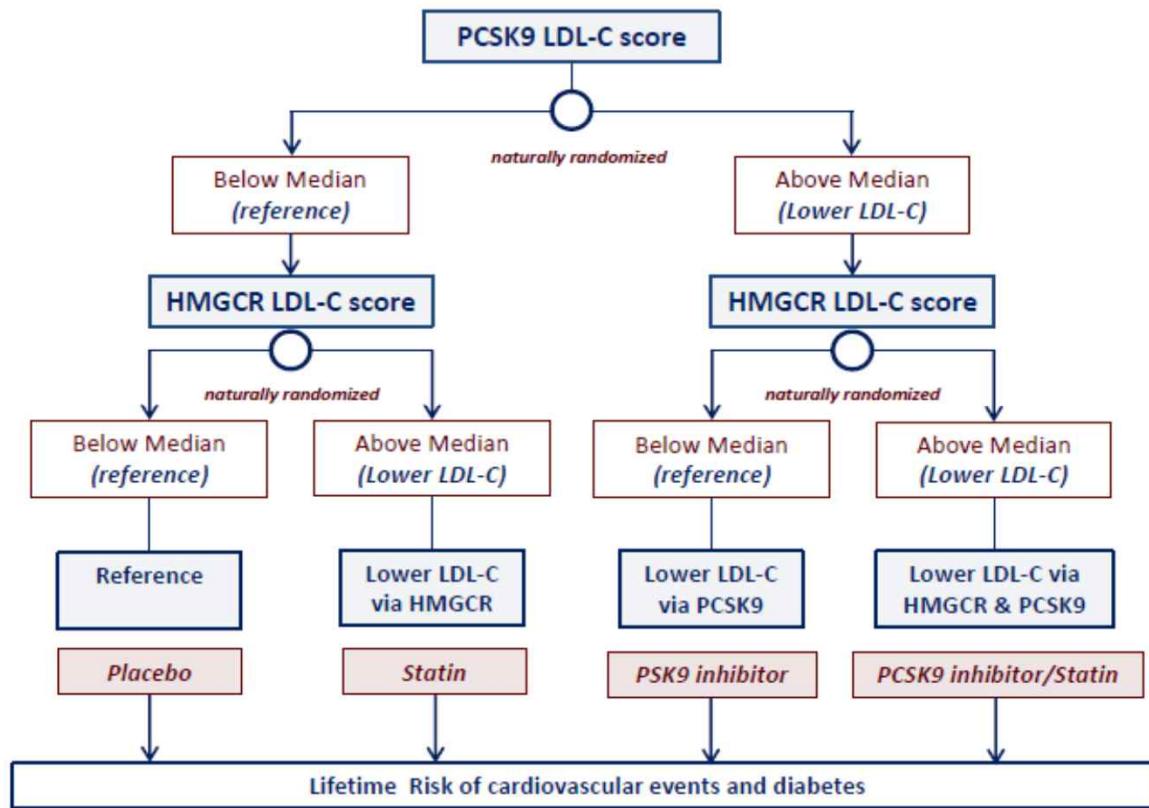 PCSK9 LDL-C score
naturally randomized
Below Median
(reference)
Above Median
(Lower LDL-C)
HMGCR LDL-C score
HMGCR LDL-C score
naturally randomized
naturally randomized
Below Median
(reference)
Above Median
(Lower LDL-C)
Below Median
(reference)
Above Median
(Lower LDL-C)
Reference
Lower LDL-C
via HMGCR
Lower LDL-C
via PCSK9
Lower LDL-C via
HMGCR & PCSK9
Placebo
Statin
PSK9 inhibitor
PCSK9 inhibitor/Statin
Lifetime Risk of cardiovascular events and diabetes